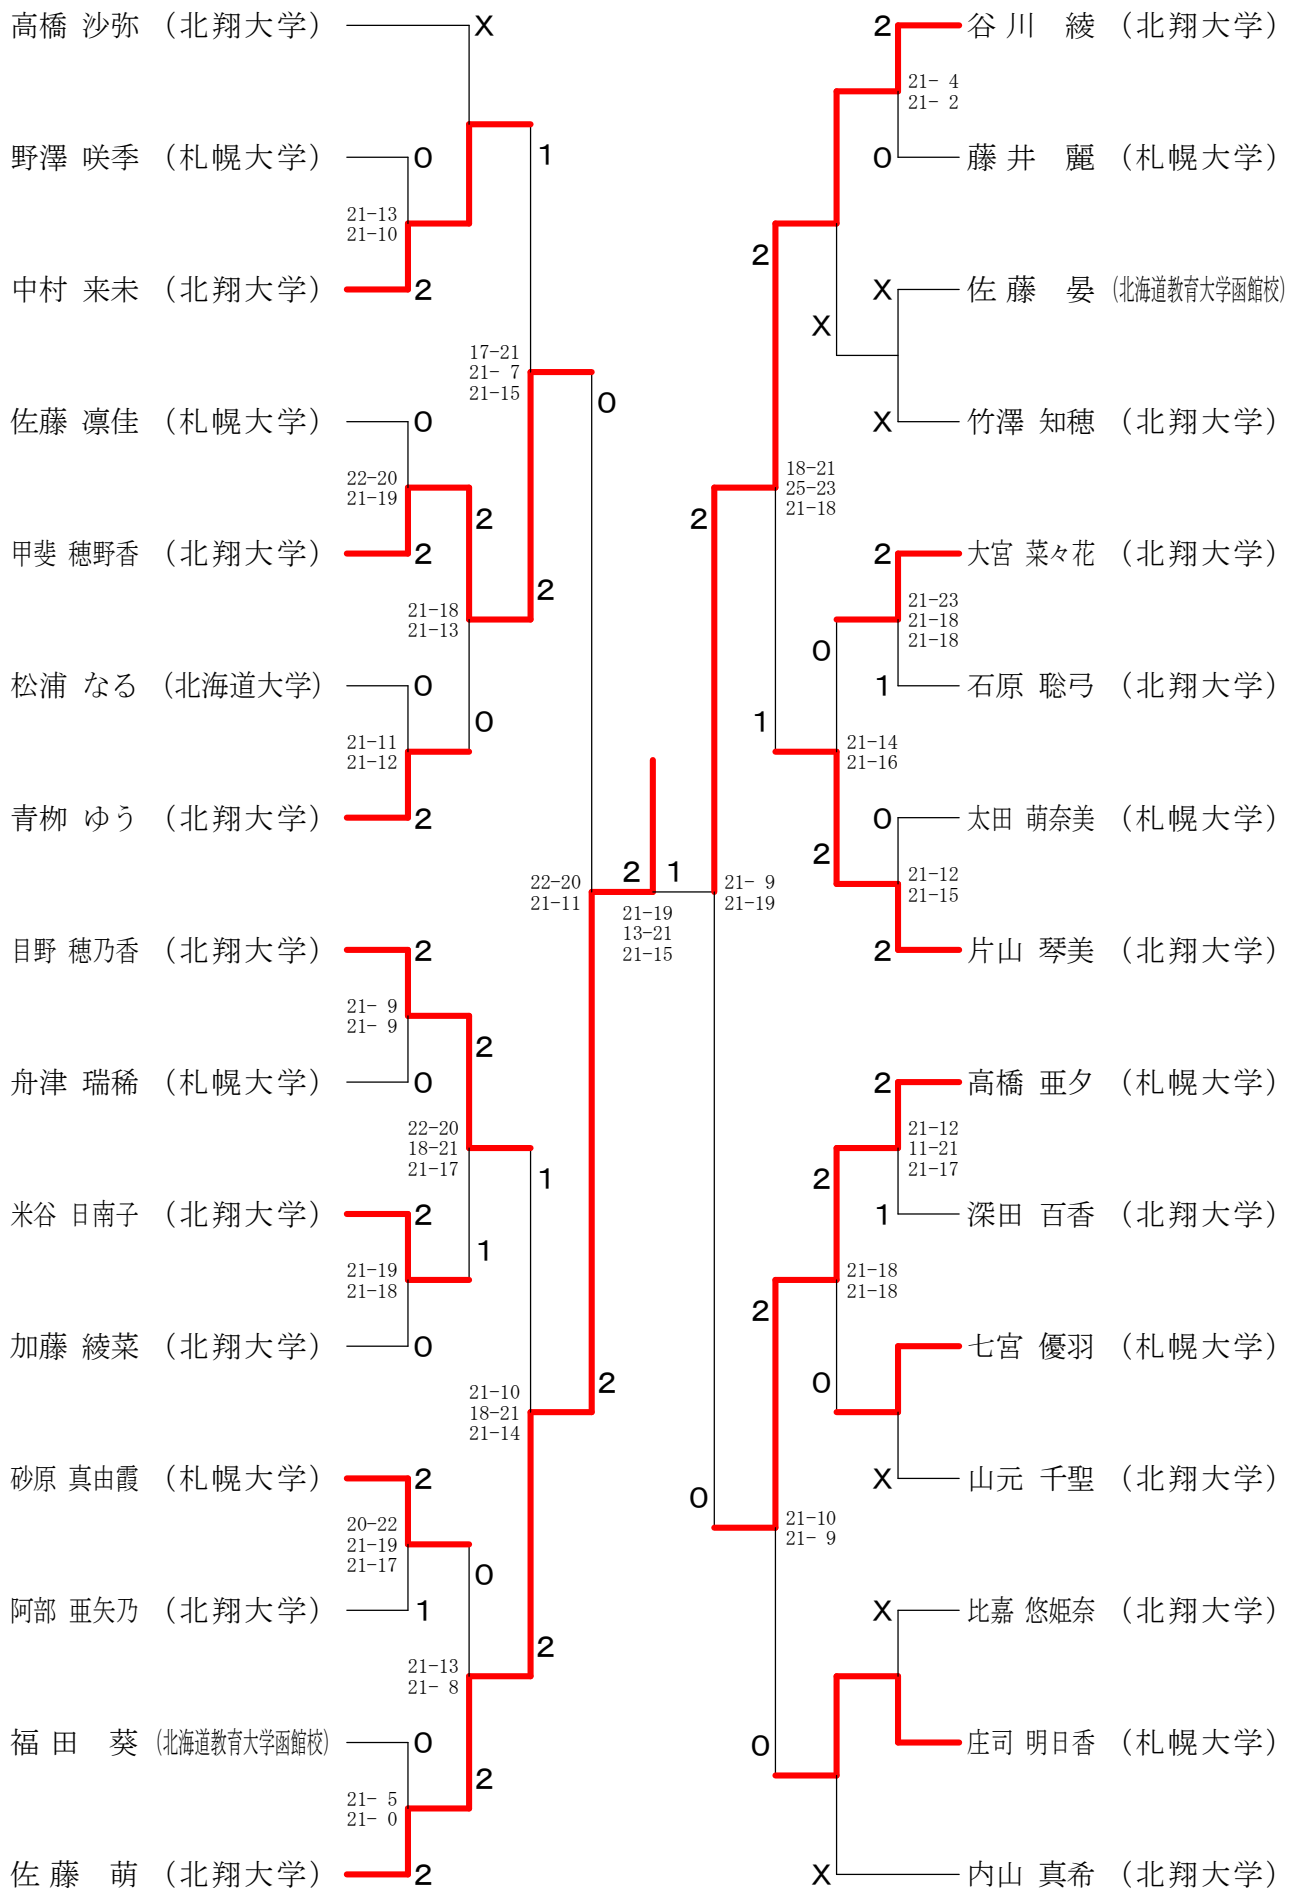 高橋 沙弥 （北翔大学） X
野澤 咲季 （札幌大学） 0
21-13
21-10
1
中村 来未 （北翔大学） 2
17-21
21- 7
21-15
0
佐藤 凛佳 （札幌大学） 0
22-20
21-19
2
甲斐 穂野香 （北翔大学） 2
21-18
21-13
2
松浦 なる （北海道大学） 0
21-11
21-12
0
青栁 ゆう （北翔大学） 2
22-20
21-11
2 1
21-19
13-21
21-15
目野 穂乃香 （北翔大学） 2
21- 9
21- 9
2
舟津 瑞稀 （札幌大学） 0
22-20
18-21
21-17
1
米谷 日南子 （北翔大学） 2
21-19
21-18
1
加藤 綾菜 （北翔大学） 0
21-10
18-21
21-14
2
砂原 真由霞 （札幌大学） 2
20-22
21-19
21-17
0
阿部 亜矢乃 （北翔大学） 1
21-13
21- 8
2
福田 葵 （北海道教育大学函館校） 0
21- 5
21- 0
2
佐藤 萌 （北翔大学） 2
2 谷川 綾 （北翔大学）
21- 4
21- 2
0 藤井 麗 （札幌大学）
2
X 佐藤 晏 （北海道教育大学函館校）
X
X 竹澤 知穂 （北翔大学）
18-21
25-23
21-18
2
2 大宮 菜々花 （北翔大学）
21-23
21-18
21-18
0
1 石原 聡弓 （北翔大学）
1
21-14
21-16
0 太田 萌奈美 （札幌大学）
2
21-12
21-15
21- 9
21-19
2 片山 琴美 （北翔大学）
2 高橋 亜夕 （札幌大学）
21-12
11-21
21-17
2
1 深田 百香 （北翔大学）
21-18
21-18
2
七宮 優羽 （札幌大学）
0
X 山元 千聖 （北翔大学）
0
21-10
21- 9
X 比嘉 悠姫奈 （北翔大学）
庄司 明日香 （札幌大学）
0
X 内山 真希 （北翔大学）